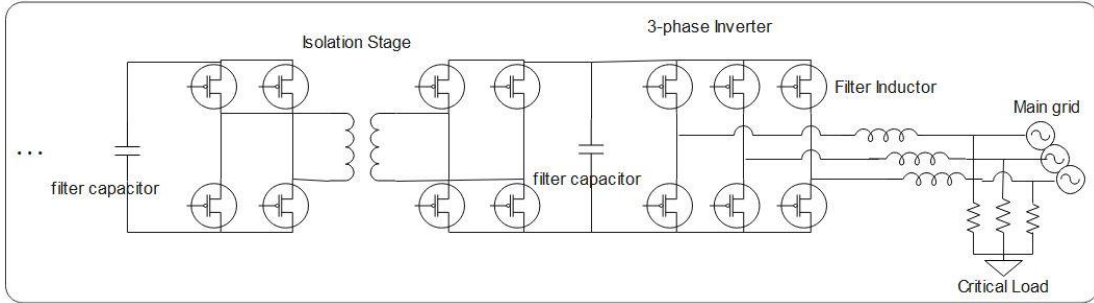 3-phase Inverter
Isolation Stage
Filter Inductor
Main grid
...
filter capacitor
filter capacitor
Critical Load